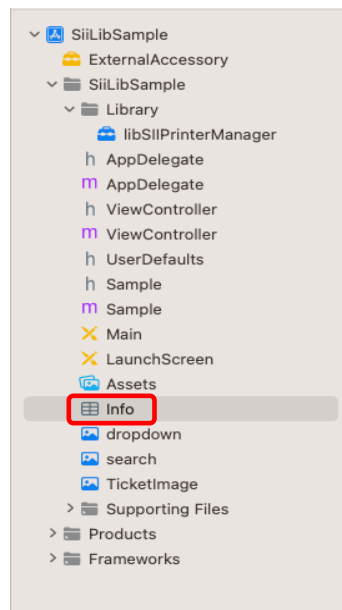 SiiLibSample
ExternalAccessory
SiiLibSample
Library
libSIIPrinterManager
h AppDelegate
m AppDelegate
h ViewController
m ViewController
h UserDefaults
h Sample
m Sample
Main
LaunchScreen
Assets
Info
dropdown
search
TicketImage
Supporting Files
Products
Frameworks